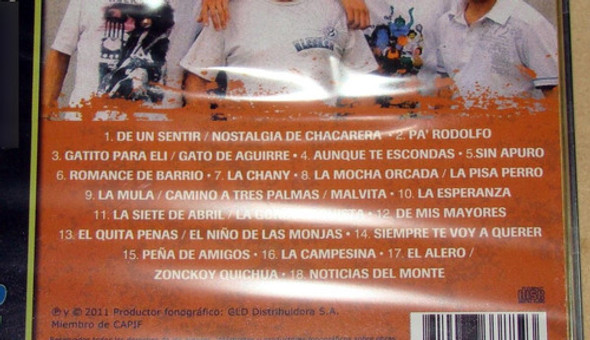 1. DE UN SENTIR / NOSTALGIA DE CHACARERA • 2. PA' RODOLFO
3. GATITO PARA ELI / GATO DE AGUIRRE • 4. AUNQUE TE ESCONDAS • 5.SIN APURO
6. ROMANCE DE BARRIO • 7. LA CHANY • 8. LA MOCHA ORCADA / LA PISA PERRO
9. LA MULA / CAMINO A TRES PALMAS / MALVITA • 10. LA ESPERANZA
11. LA SIETE DE ABRIL / LA • 12. DE MIS MAYORES
13. EL QUITA PENAS / EL NIÑO DE LAS MONJAS • 14. SIEMPRE TE VOY A QUERER
15. PEÑA DE AMIGOS • 16. LA CAMPESINA • 17. EL ALERO /
ZONCKOY QUICHUA • 18. NOTICIAS DEL MONTE
℗ y © 2011 Productor fonográfico: GLD Distribuidora S.A.
Miembro de CAPIF